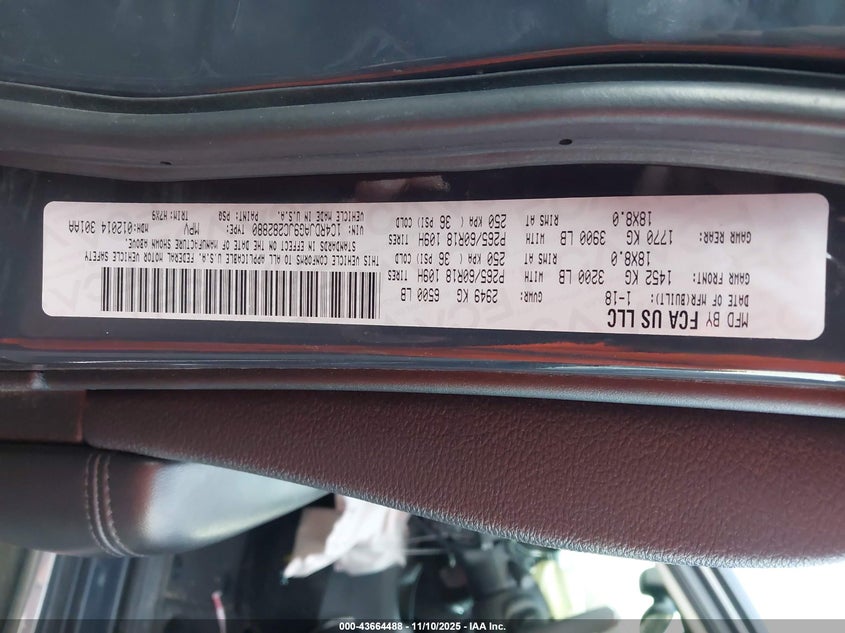 MFD BY FCA US LLC
DATE OF MFR(BUILT): 1-18 GVWR: 2949 KG 6500 LB
GAWR FRONT: 1452 KG 3200 LB WITH P265/60R18 109H TIRES
18X8.0 RIMS AT 250 KPA ( 36 PSI) COLD
GAWR REAR: 1770 KG 3900 LB WITH P265/60R18 109H TIRES
18X8.0 RIMS AT 250 KPA ( 36 PSI) COLD
THIS VEHICLE CONFORMS TO ALL APPLICABLE U.S.A. FEDERAL MOTOR VEHICLE SAFETY
STANDARDS IN EFFECT ON THE DATE OF MANUFACTURE SHOWN ABOVE.
VIN: 1C4RDJAG9JC282880 TYPE: MPV MDH:012014 301AA
VEHICLE MADE IN U.S.A. PAINT: PSQ TRIM: H7X9
000-43664488 - 11/10/2025 - IAA Inc.